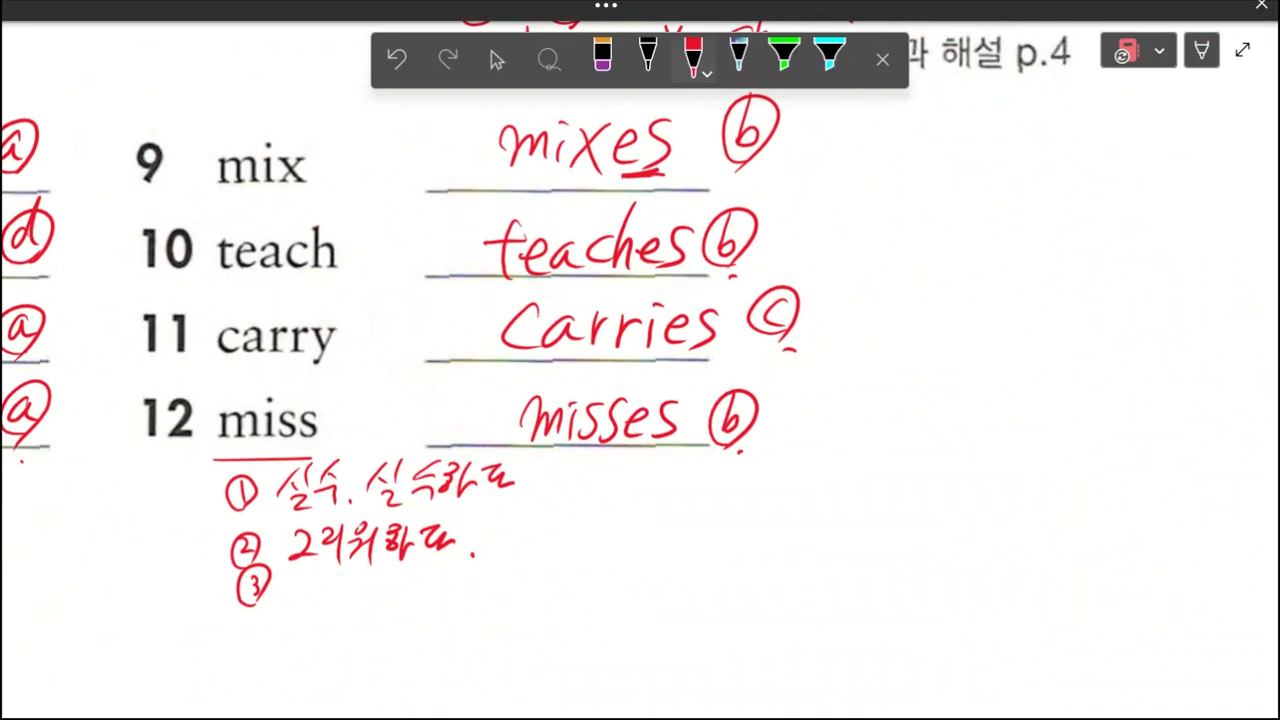 과 해설 p.4
ⓐ 9 mix mixes ⓑ
ⓓ 10 teach teaches ⓑ
ⓐ 11 carry carries ⓒ
ⓐ 12 miss misses ⓑ
① 실수. 실수하다
② 그리워하다.
③